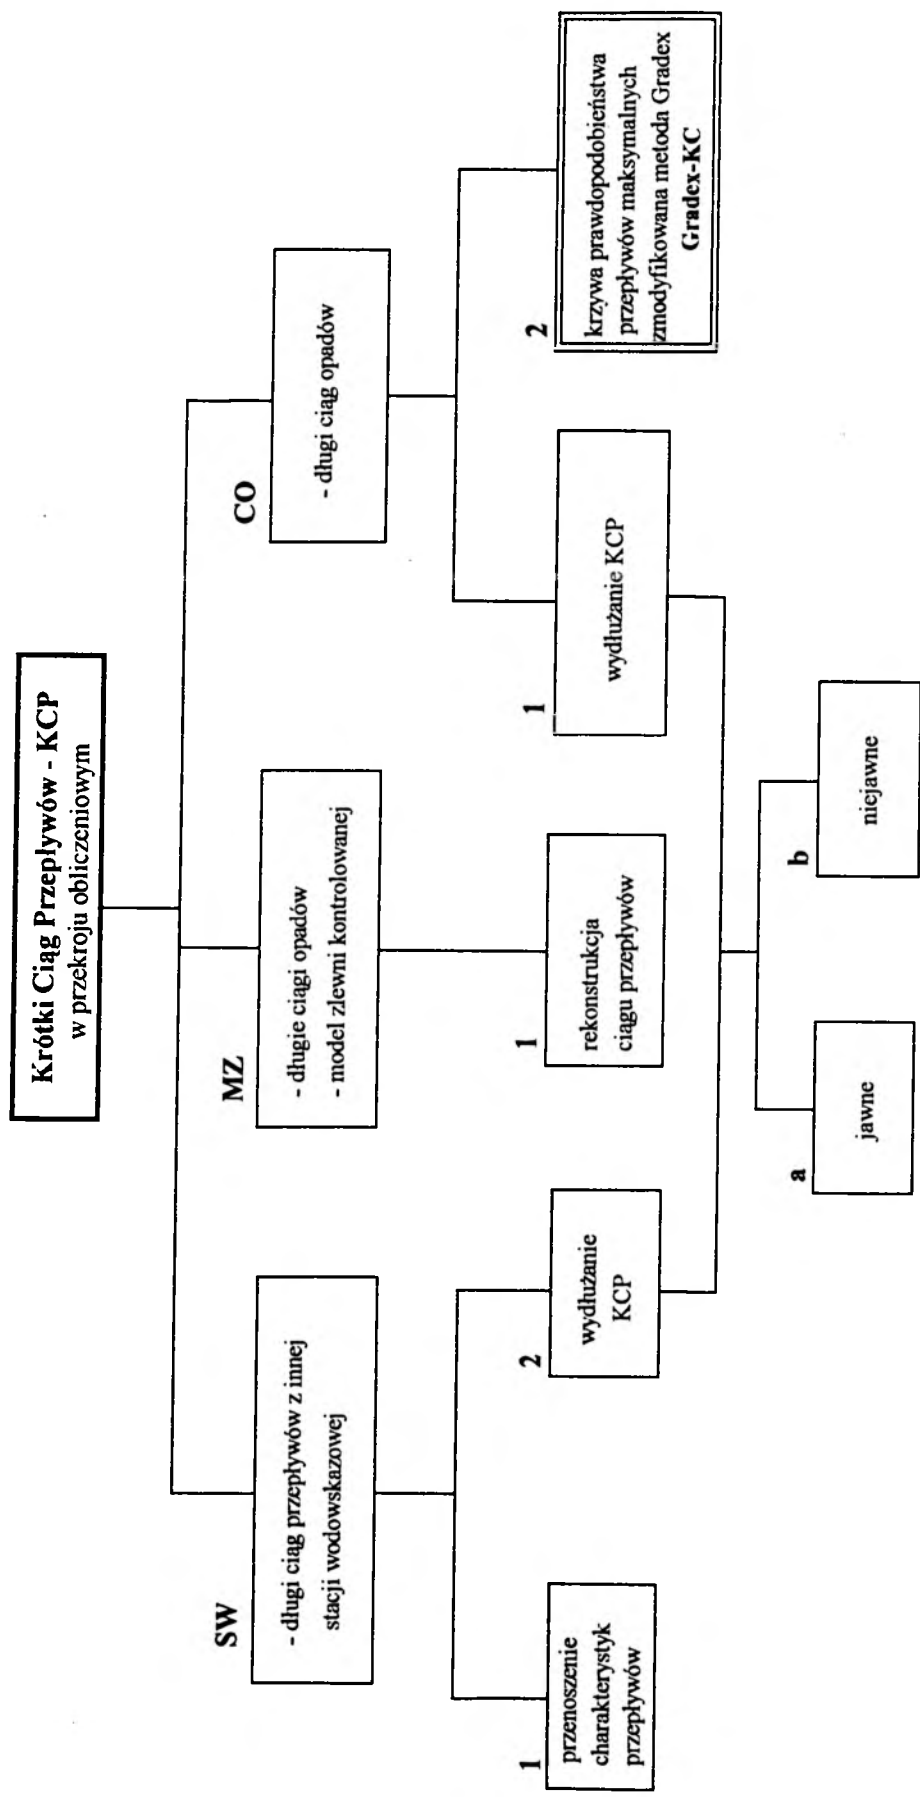 Krótki Ciąg Przepływów - KCP
w przekroju obliczeniowym
SW
- długi ciąg przepływów z innej
stacji wodowskazowej
MZ
- długie ciągi opadów
- model zlewni kontrolowanej
CO
- długi ciąg opadów
1
przenoszenie
charakterystyk
przepływów
2
wydłużanie
KCP
1
rekonstrukcja
ciągu przepływów
1
wydłużanie KCP
2
krzywa prawdopodobieństwa
przepływów maksymalnych
zmodyfikowana metoda Gradex
Gradex-KC
a
jawne
b
niejawne